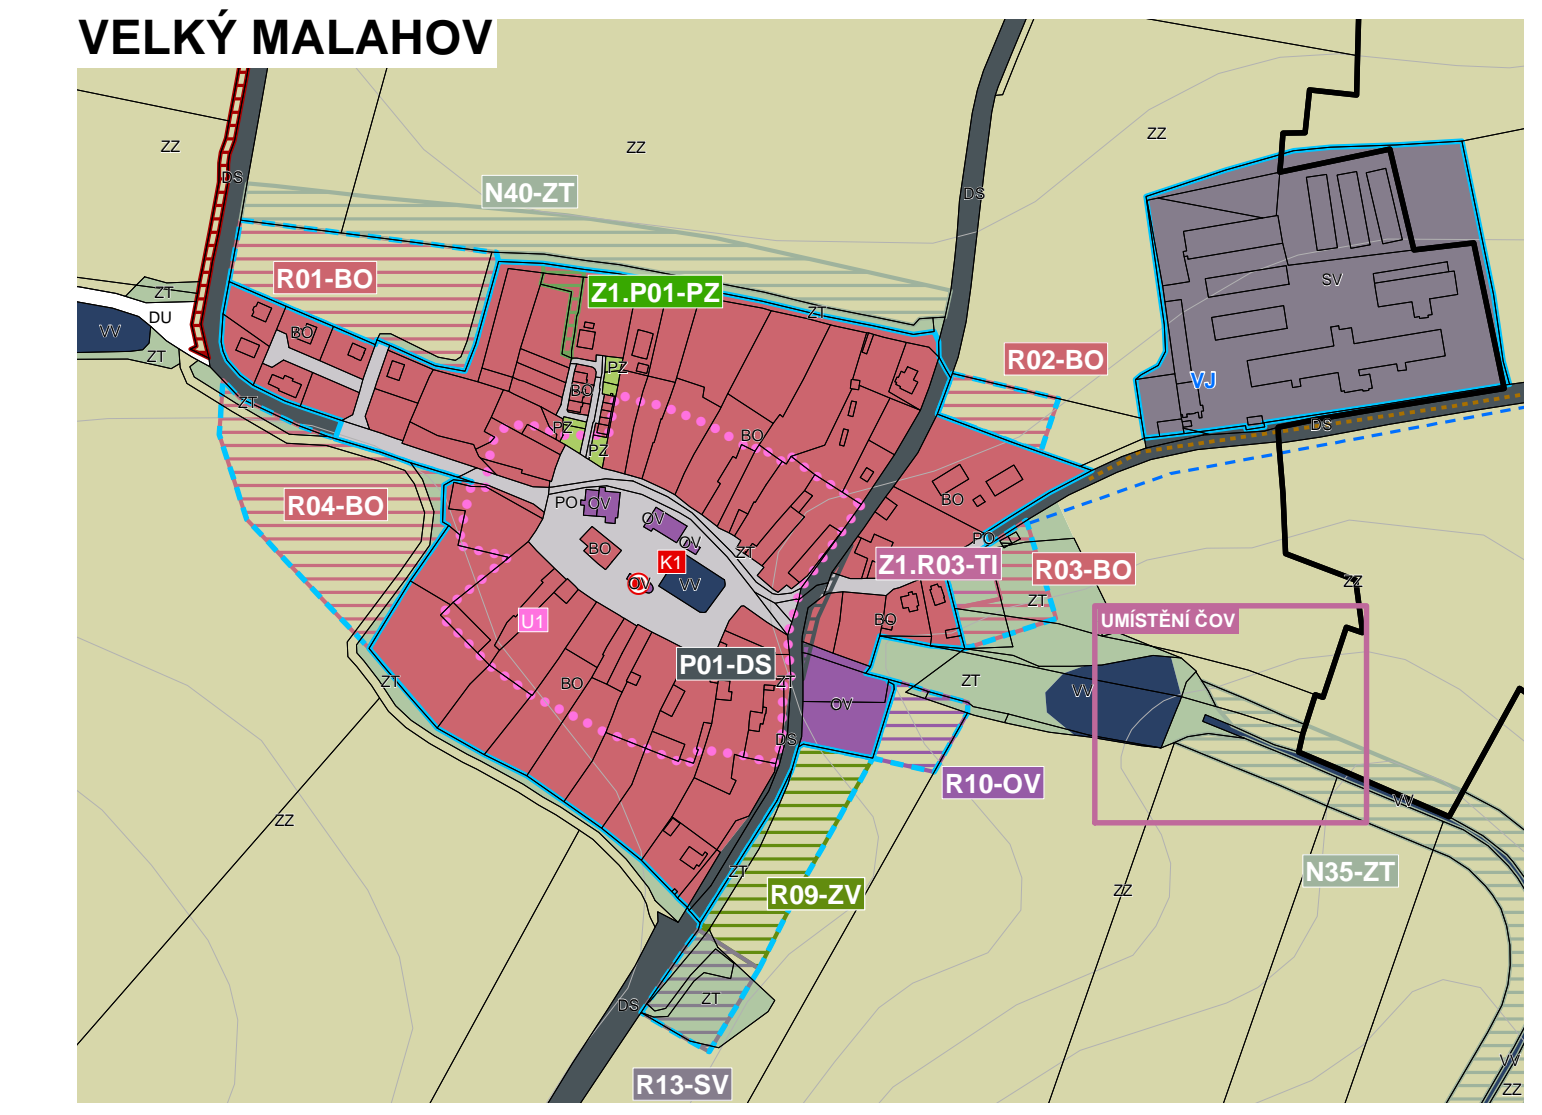 VELKÝ MALAHOV
ZZ
ZZ
ZZ
DS
N40-ZT
DS
R01-BO
Z1.P01-PZ
SV
ZT
DU
VV
ZT
BO
ZT
R02-BO
VJ
PZ
BO
ZT
PZ
PZ
BO
DS
R04-BO
PO
OV
BO
OV
OV
BO
ZT
PO
K1
OV
VV
Z1.R03-TI
R03-BO
ZZ
ZT
U1
BO
UMÍSTĚNÍ ČOV
P01-DS
ZT
BO
ZT
ZT
VV
OV
DS
R10-OV
VV
ZZ
ZT
R09-ZV
ZZ
N35-ZT
DS
ZT
R13-SV
VV
ZZ